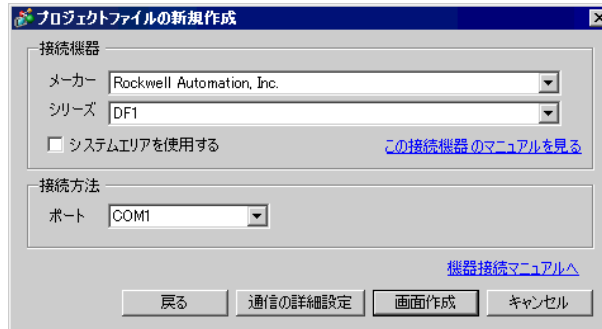 プロジェクトファイルの新規作成
接続機器
メーカー Rockwell Automation, Inc.
シリーズ DF1
システムエリアを使用する この接続機器のマニュアルを見る
接続方法
ポート COM1
機器接続マニュアルへ
戻る 通信の詳細設定 画面作成 キャンセル